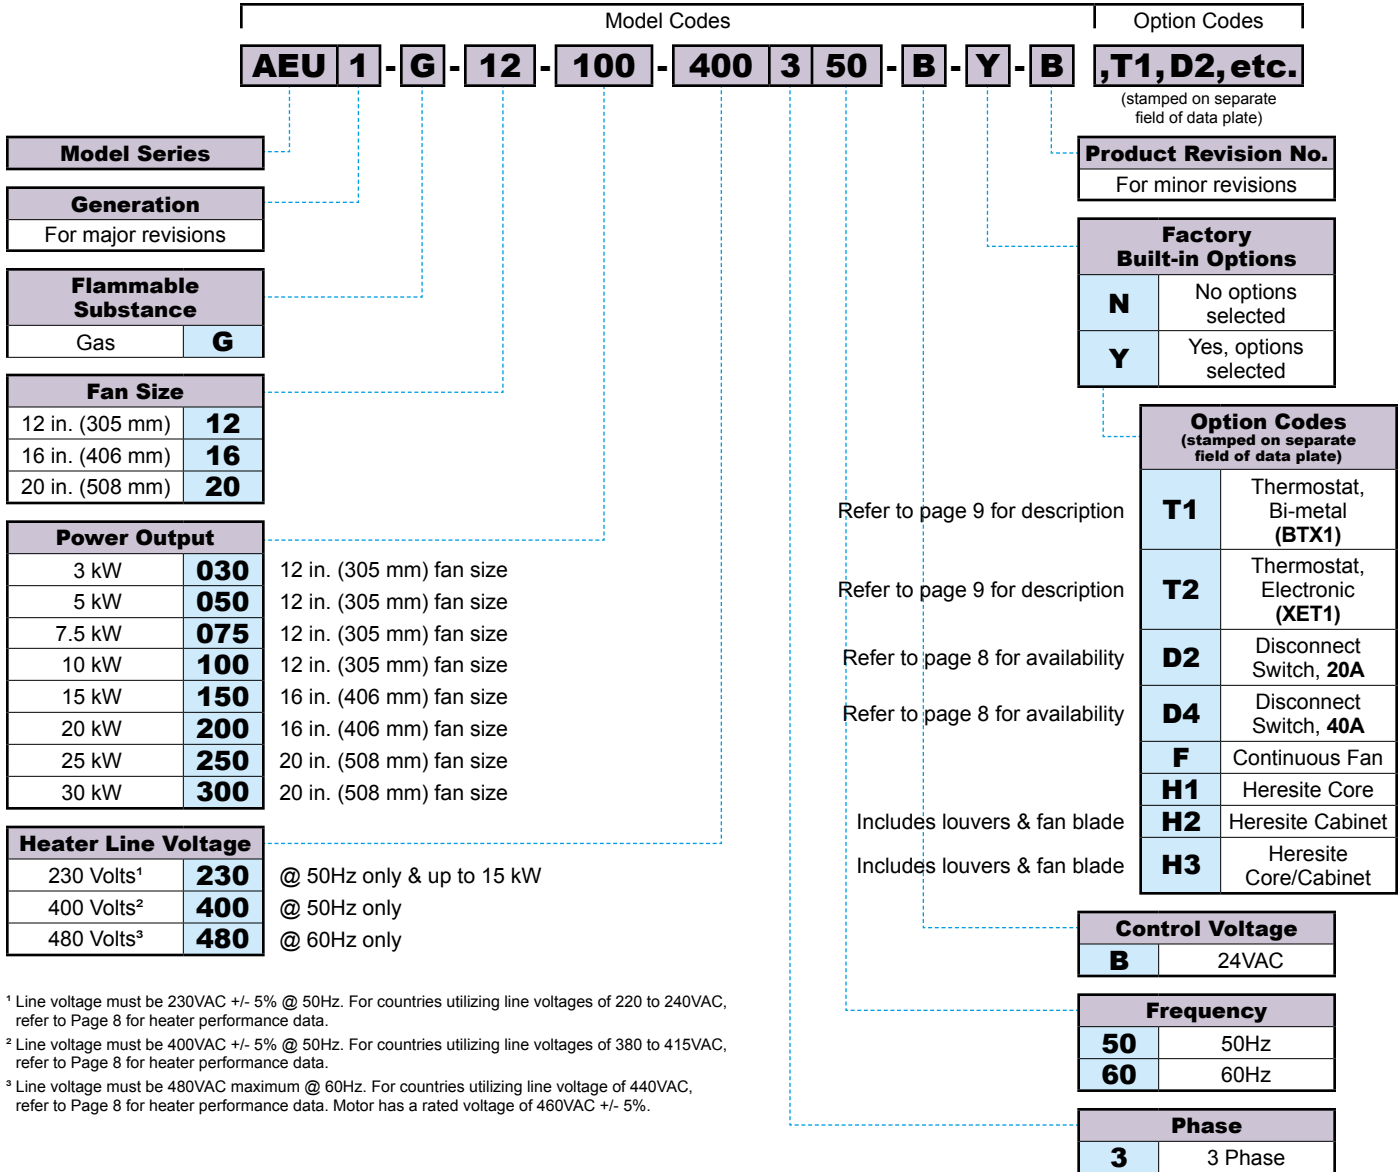 Model Codes
Option Codes
AEU 1 - G - 12 - 100 - 400 3 50 - B - Y - B ,T1, D2, etc.
(stamped on separate
field of data plate)
Model Series
Generation
For major revisions
Flammable
Substance
Gas G
Fan Size
12 in. (305 mm) 12
16 in. (406 mm) 16
20 in. (508 mm) 20
Power Output
3 kW 030 12 in. (305 mm) fan size
5 kW 050 12 in. (305 mm) fan size
7.5 kW 075 12 in. (305 mm) fan size
10 kW 100 12 in. (305 mm) fan size
15 kW 150 16 in. (406 mm) fan size
20 kW 200 16 in. (406 mm) fan size
25 kW 250 20 in. (508 mm) fan size
30 kW 300 20 in. (508 mm) fan size
Heater Line Voltage
230 Volts¹ 230 @ 50Hz only & up to 15 kW
400 Volts² 400 @ 50Hz only
480 Volts³ 480 @ 60Hz only
¹ Line voltage must be 230VAC +/- 5% @ 50Hz. For countries utilizing line voltages of 220 to 240VAC,
refer to Page 8 for heater performance data.
² Line voltage must be 400VAC +/- 5% @ 50Hz. For countries utilizing line voltages of 380 to 415VAC,
refer to Page 8 for heater performance data.
³ Line voltage must be 480VAC maximum @ 60Hz. For countries utilizing line voltage of 440VAC,
refer to Page 8 for heater performance data. Motor has a rated voltage of 460VAC +/- 5%.
Product Revision No.
For minor revisions
Factory
Built-in Options
N No options
selected
Y Yes, options
selected
Option Codes
(stamped on separate
field of data plate)
Refer to page 9 for description T1 Thermostat,
Bi-metal
(BTX1)
Refer to page 9 for description T2 Thermostat,
Electronic
(XET1)
Refer to page 8 for availability D2 Disconnect
Switch, 20A
Refer to page 8 for availability D4 Disconnect
Switch, 40A
F Continuous Fan
H1 Heresite Core
Includes louvers & fan blade H2 Heresite Cabinet
Includes louvers & fan blade H3 Heresite
Core/Cabinet
Control Voltage
B 24VAC
Frequency
50 50Hz
60 60Hz
Phase
3 3 Phase